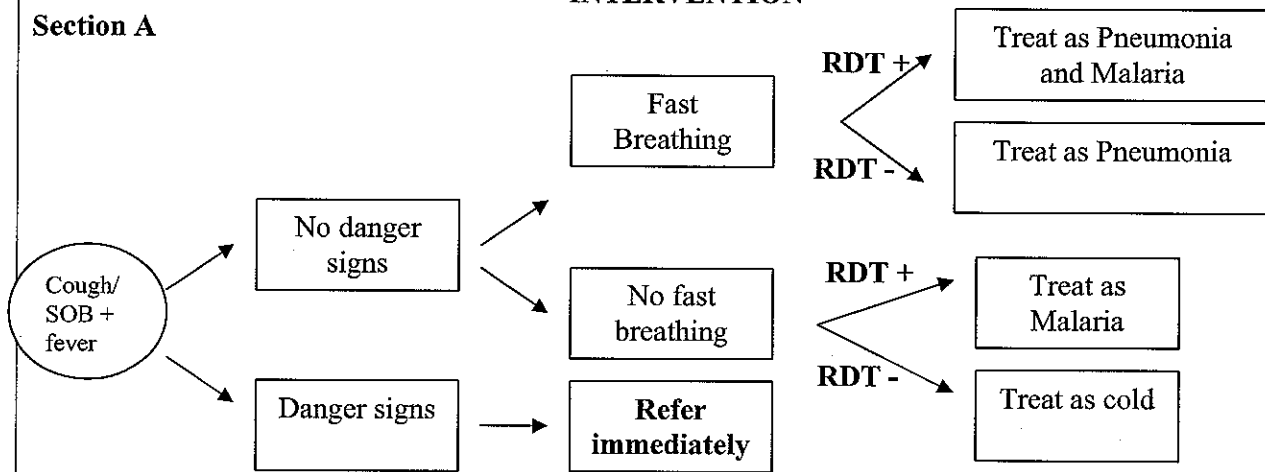 INTERVENTION
Section A
Cough/
SOB +
fever
No danger
signs
Danger signs
Fast
Breathing
No fast
breathing
Refer
immediately
RDT +
RDT -
RDT +
RDT -
Treat as Pneumonia
and Malaria
Treat as Pneumonia
Treat as
Malaria
Treat as cold